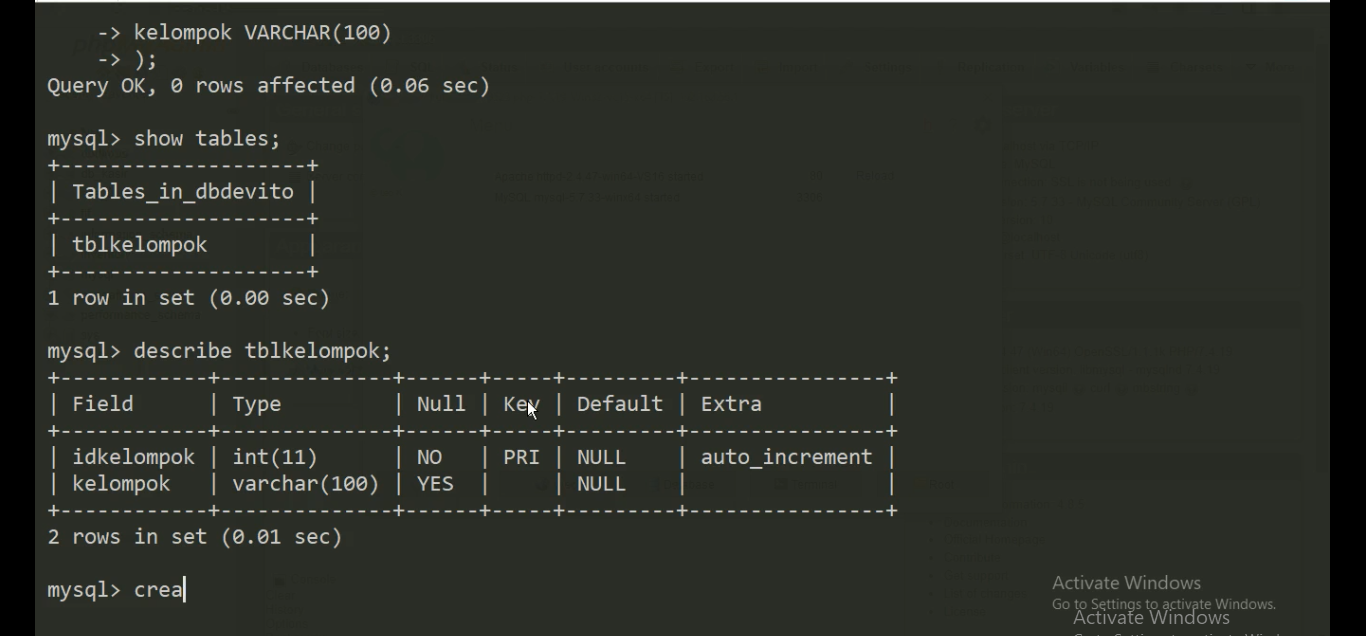 -> kelompok VARCHAR(100)
-> );
Query OK, 0 rows affected (0.06 sec)
mysql> show tables;
+--------------------+
| Tables_in_dbdevito |
+--------------------+
| tblkelompok        |
+--------------------+
1 row in set (0.00 sec)
mysql> describe tblkelompok;
+------------+--------------+------+-----+---------+----------------+
| Field      | Type         | Null | Key | Default | Extra          |
+------------+--------------+------+-----+---------+----------------+
| idkelompok | int(11)      | NO   | PRI | NULL    | auto_increment |
| kelompok   | varchar(100) | YES  |     | NULL    |                |
+------------+--------------+------+-----+---------+----------------+
2 rows in set (0.01 sec)
mysql> crea
Activate Windows
Go to Settings to activate Windows.
Activate Windows